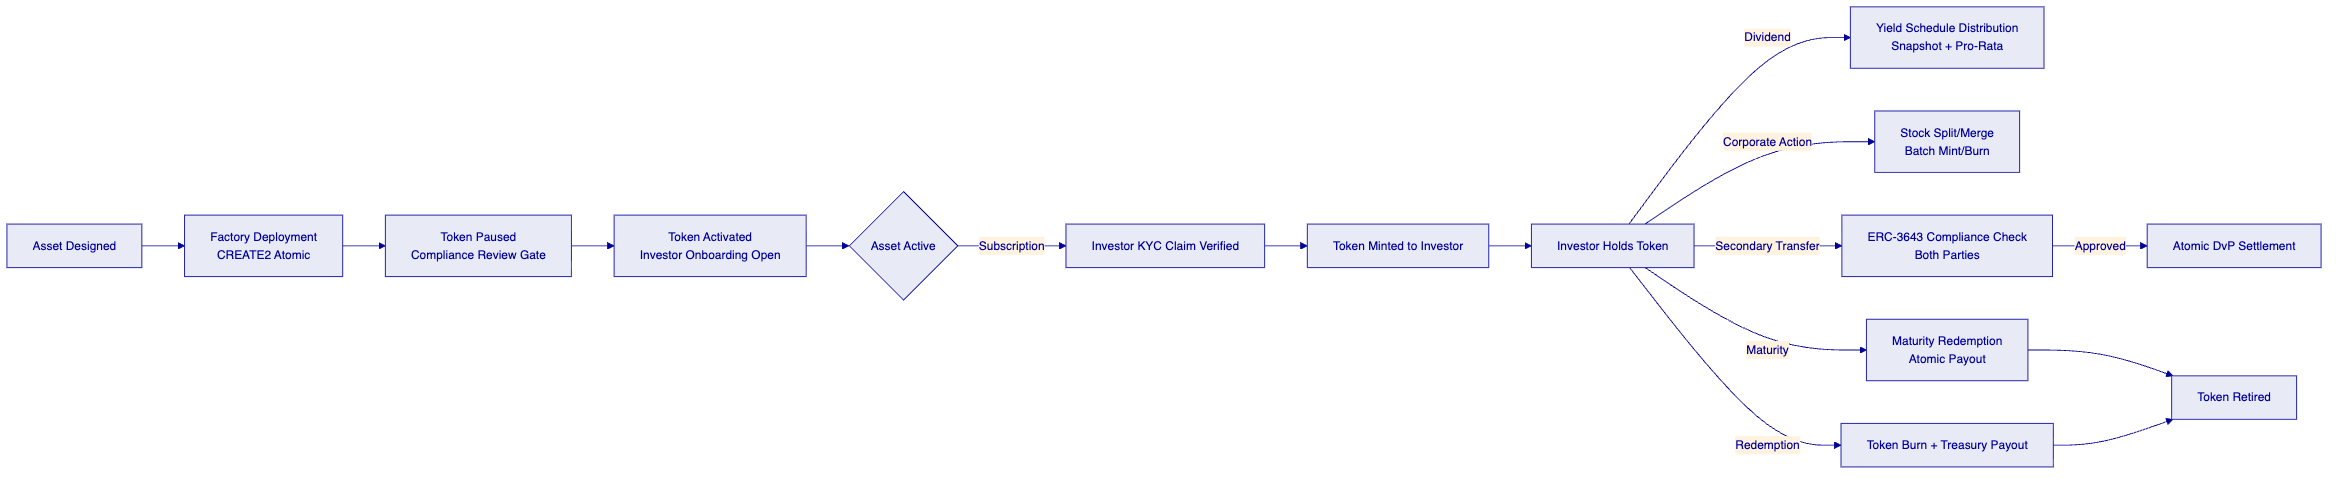 Asset Designed
Factory Deployment
CREATE2 Atomic
Token Paused
Compliance Review Gate
Token Activated
Investor Onboarding Open
Asset Active
Subscription
Investor KYC Claim Verified
Token Minted to Investor
Investor Holds Token
Dividend
Yield Schedule Distribution
Snapshot + Pro-Rata
Corporate Action
Stock Split/Merge
Batch Mint/Burn
Secondary Transfer
ERC-3643 Compliance Check
Both Parties
Approved
Atomic DvP Settlement
Maturity
Maturity Redemption
Atomic Payout
Redemption
Token Burn + Treasury Payout
Token Retired